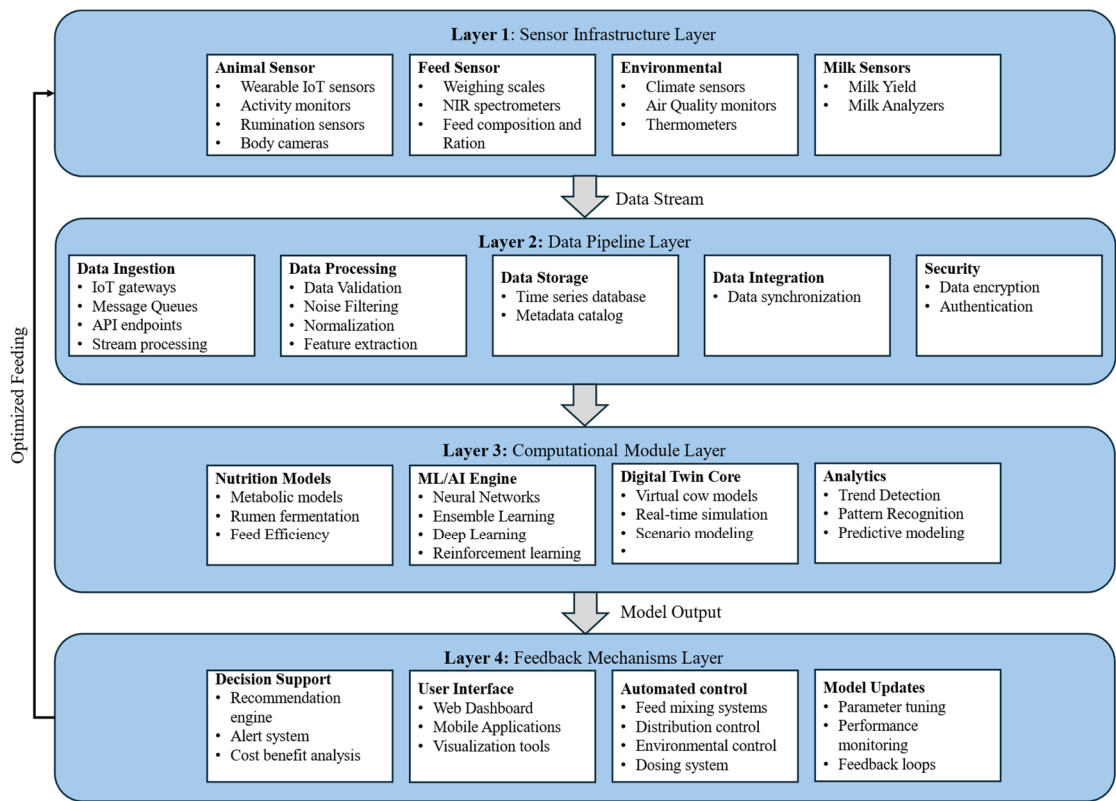 Layer 1: Sensor Infrastructure Layer
Animal Sensor
• Wearable IoT sensors
• Activity monitors
• Rumination sensors
• Body cameras
Feed Sensor
• Weighing scales
• NIR spectrometers
• Feed composition and
Ration
Environmental
• Climate sensors
• Air Quality monitors
• Thermometers
Milk Sensors
• Milk Yield
• Milk Analyzers
Data Stream
Layer 2: Data Pipeline Layer
Data Ingestion
• IoT gateways
• Message Queues
• API endpoints
• Stream processing
Data Processing
• Data Validation
• Noise Filtering
• Normalization
• Feature extraction
Data Storage
• Time series database
• Metadata catalog
Data Integration
• Data synchronization
Security
• Data encryption
• Authentication
Optimized Feeding
Layer 3: Computational Module Layer
Nutrition Models
• Metabolic models
• Rumen fermentation
• Feed Efficiency
ML/AI Engine
• Neural Networks
• Ensemble Learning
• Deep Learning
• Reinforcement learning
Digital Twin Core
• Virtual cow models
• Real-time simulation
• Scenario modeling
•
Analytics
• Trend Detection
• Pattern Recognition
• Predictive modeling
Model Output
Layer 4: Feedback Mechanisms Layer
Decision Support
• Recommendation
engine
• Alert system
• Cost benefit analysis
User Interface
• Web Dashboard
• Mobile Applications
• Visualization tools
Automated control
• Feed mixing systems
• Distribution control
• Environmental control
• Dosing system
Model Updates
• Parameter tuning
• Performance
monitoring
• Feedback loops